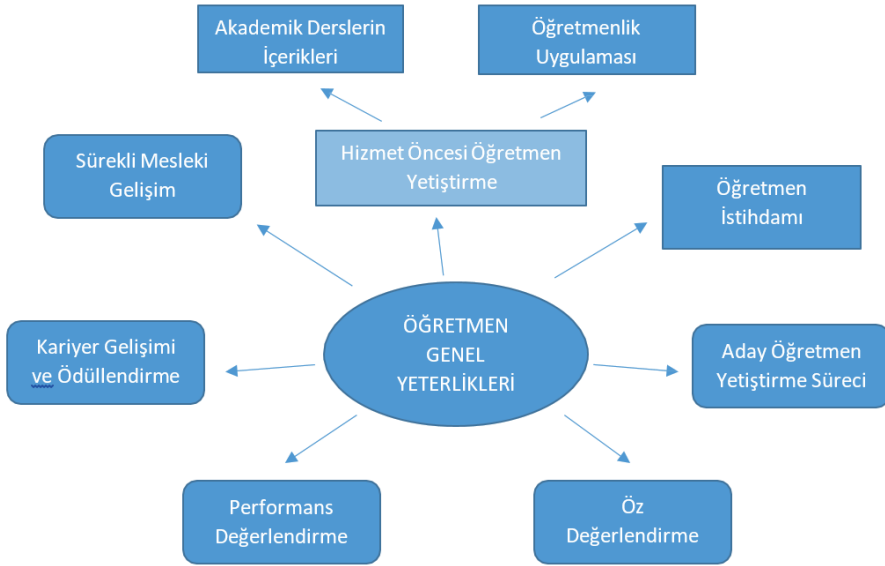 Akademik Derslerin
İçerikleri
Öğretmenlik
Uygulaması
Sürekli Mesleki
Gelişim
Hizmet Öncesi Öğretmen
Yetiştirme
Öğretmen
İstihdamı
ÖĞRETMEN
GENEL
YETERLİKLERİ
Kariyer Gelişimi
ve Ödüllendirme
Aday Öğretmen
Yetiştirme Süreci
Performans
Değerlendirme
Öz
Değerlendirme